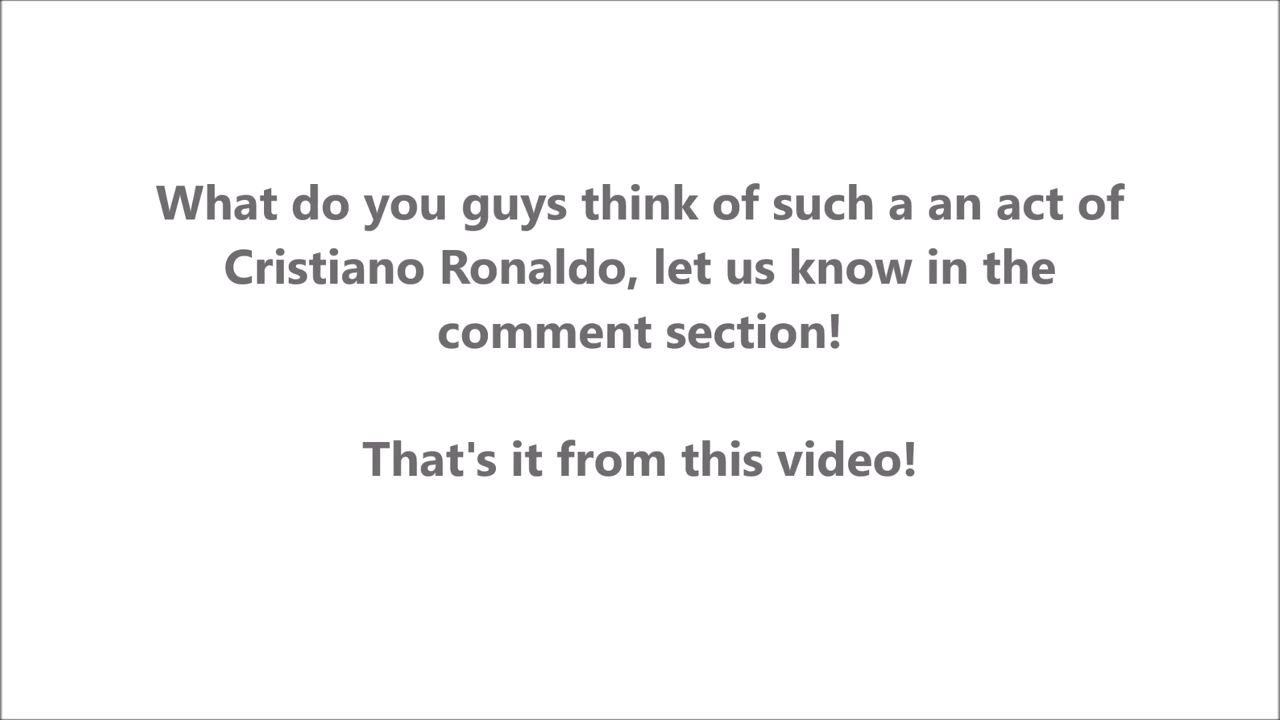 What do you guys think of such a an act of
Cristiano Ronaldo, let us know in the
comment section!
That's it from this video!